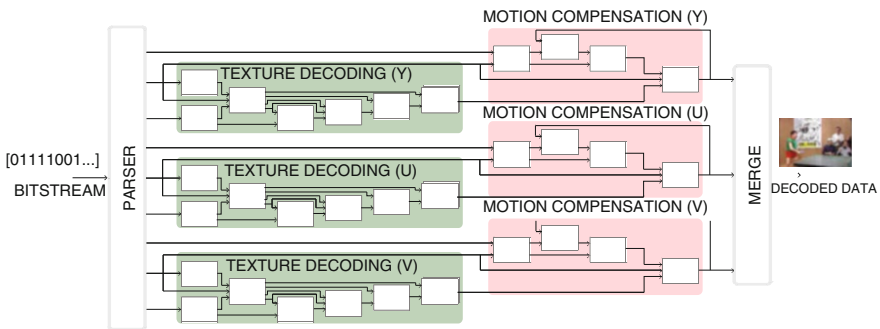 MOTION COMPENSATION (Y)
TEXTURE DECODING (Y)
MOTION COMPENSATION (U)
[01111001...]
BITSTREAM
PARSER
TEXTURE DECODING (U)
MERGE
DECODED DATA
MOTION COMPENSATION (V)
TEXTURE DECODING (V)